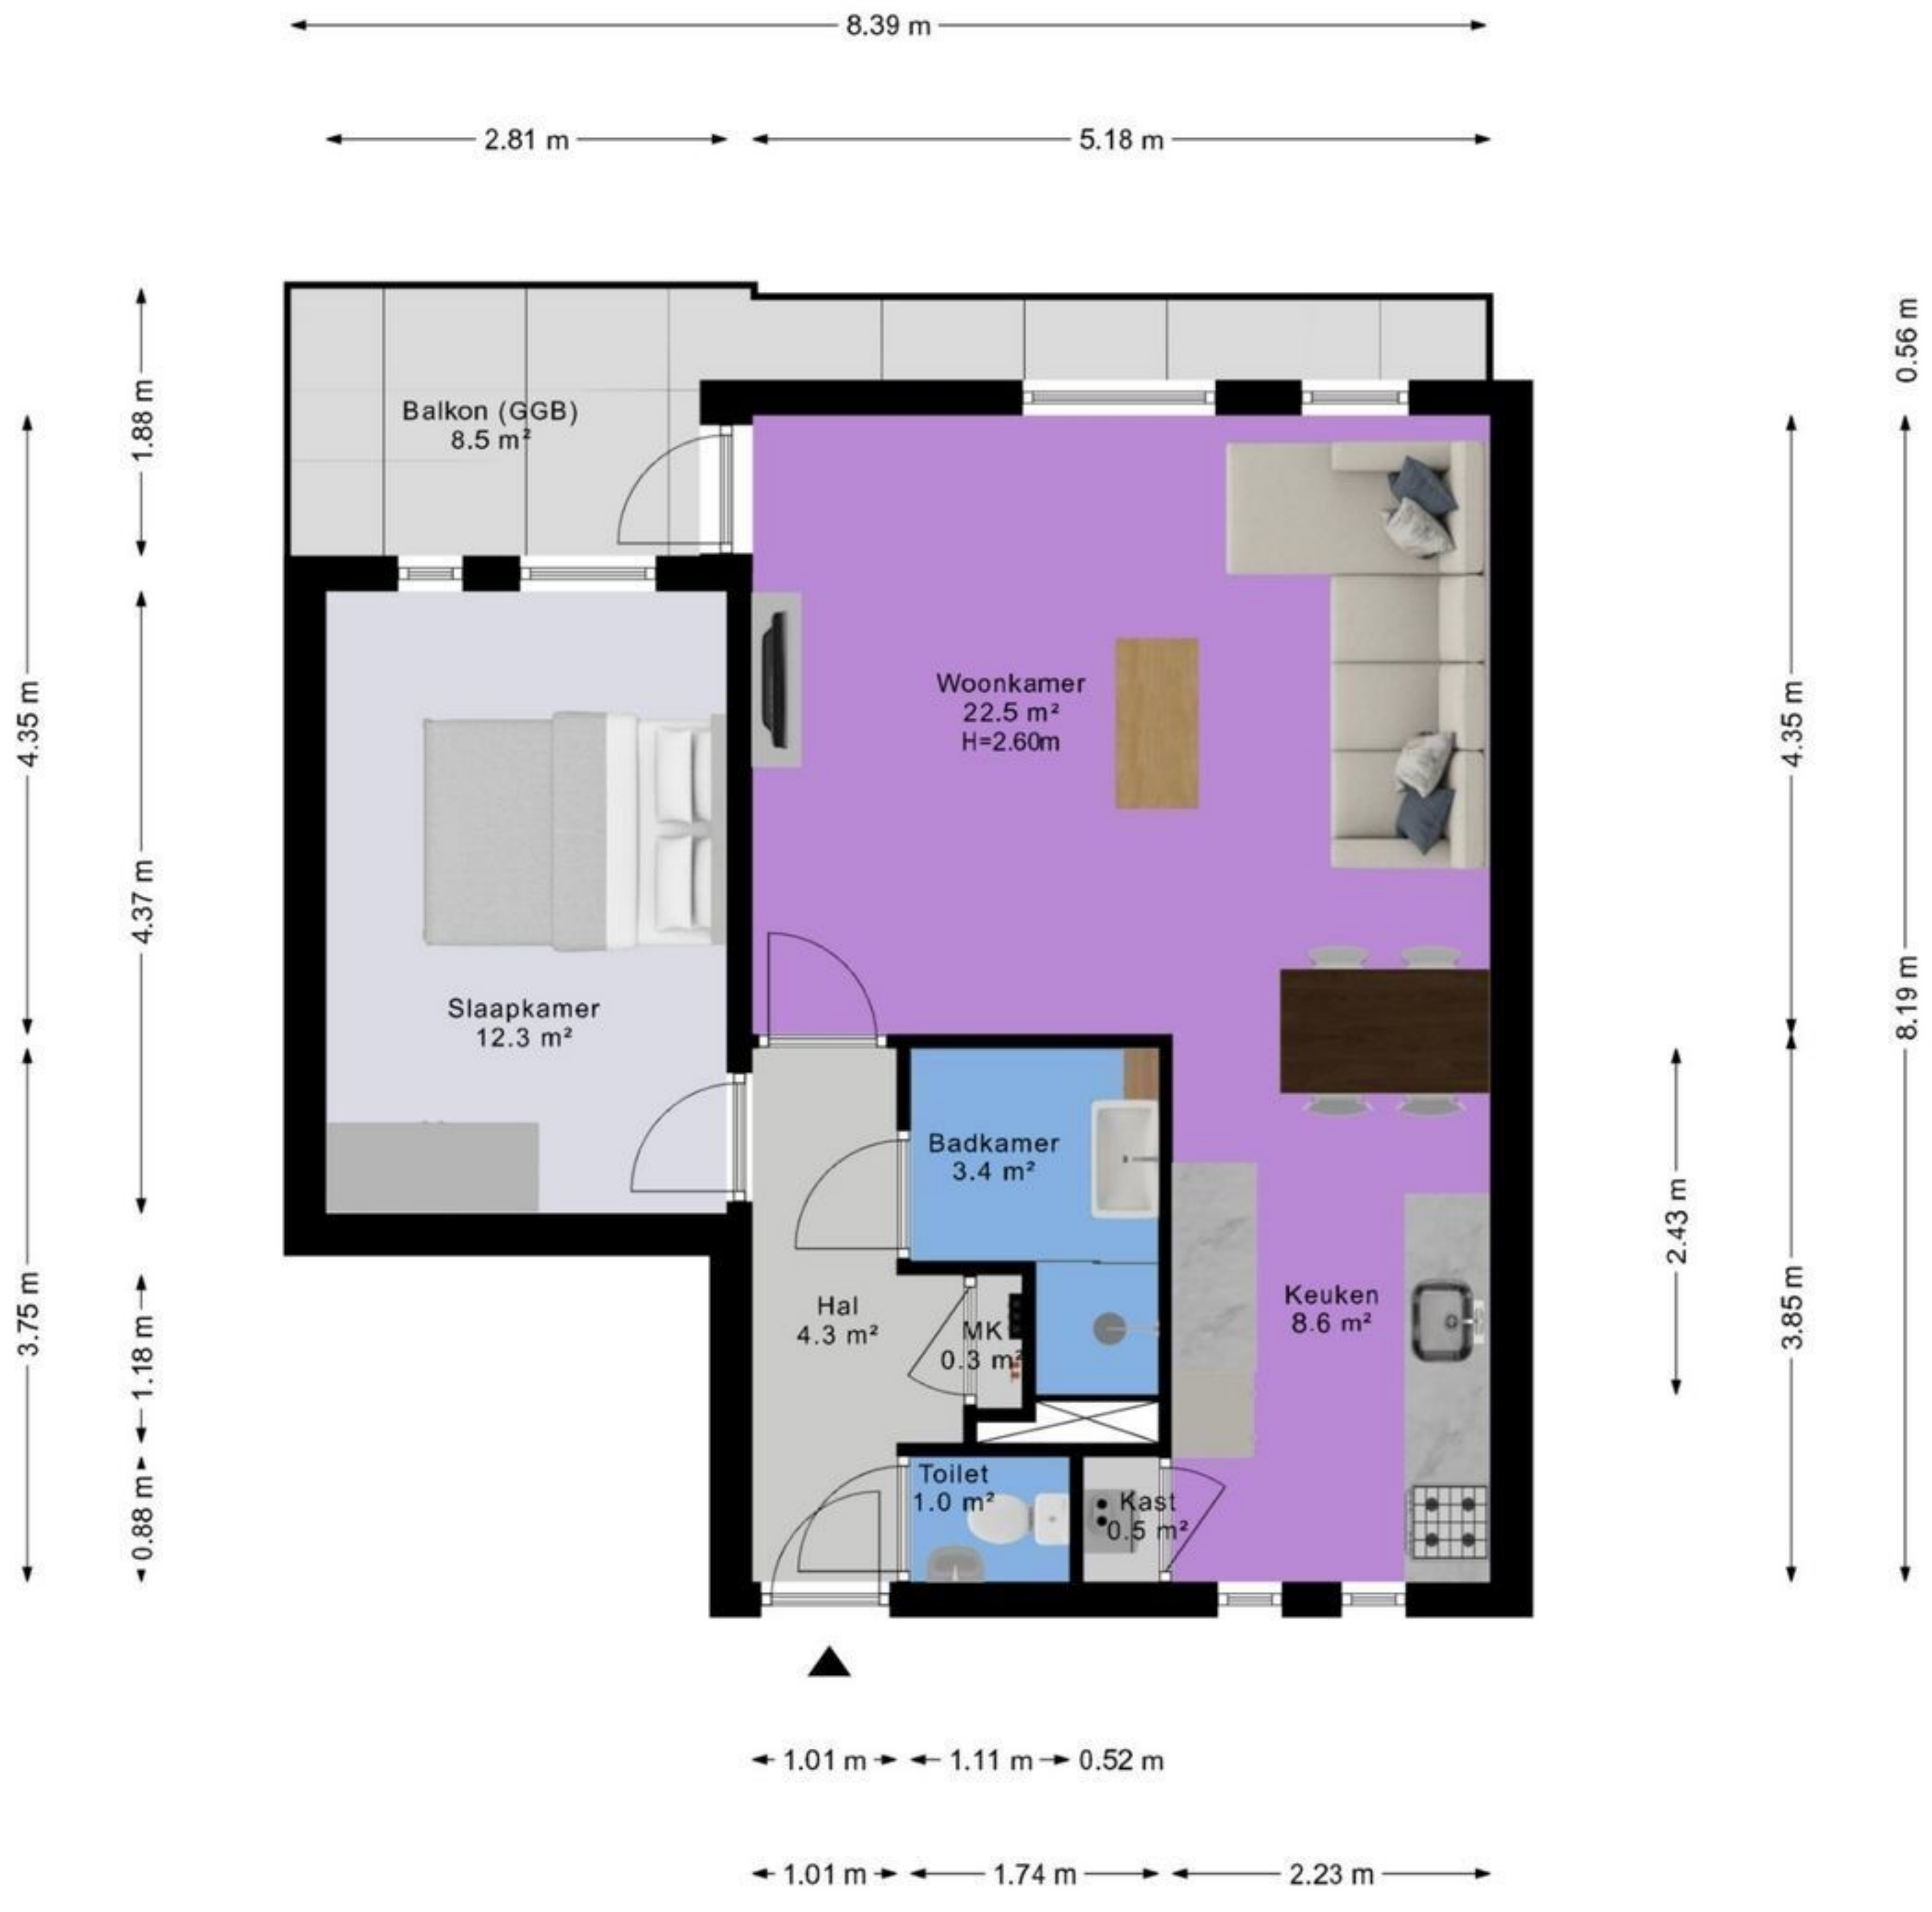 8.39 m
2.81 m
5.18 m
1.88 m
0.56 m
Balkon (GGB)
8.5 m²
4.35 m
Woonkamer
22.5 m²
H=2.60m
4.35 m
4.37 m
8.19 m
Slaapkamer
12.3 m²
Badkamer
3.4 m²
2.43 m
3.75 m
1.18 m
Hal
4.3 m²
MK
0.3 m²
Keuken
8.6 m²
3.85 m
0.88 m
Toilet
1.0 m²
Kast
0.5 m²
1.01 m
1.11 m
0.52 m
1.01 m
1.74 m
2.23 m